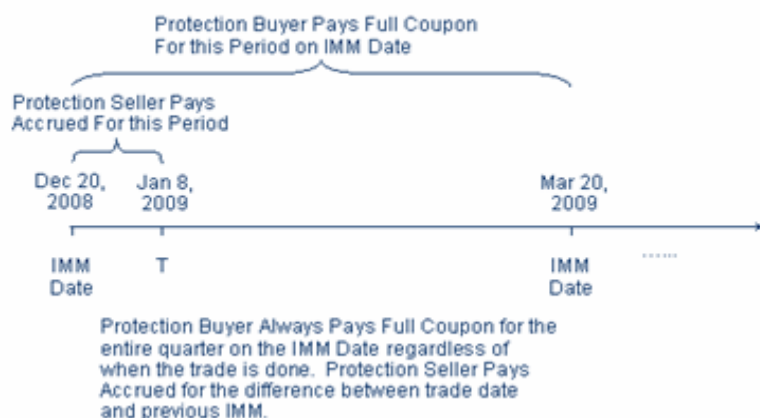 Protection Buyer Pays Full Coupon
For this Period on IMM Date
Protection Seller Pays
Accrued For this Period
Dec 20,
2008
Jan 8,
2009
Mar 20,
2009
IMM
Date
T
IMM
Date
......
Protection Buyer Always Pays Full Coupon for the
entire quarter on the IMM Date regardless of
when the trade is done. Protection Seller Pays
Accrued for the difference between trade date
and previous IMM.